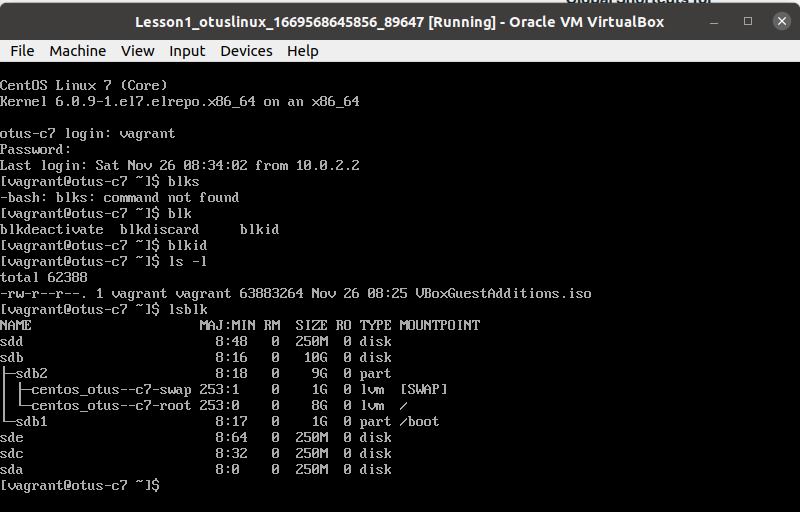 Lesson1_otuslinux_1669568645856_89647 [Running] - Oracle VM VirtualBox
File Machine View Input Devices Help
CentOS Linux 7 (Core)
Kernel 6.0.9-1.el7.elrepo.x86_64 on an x86_64
otus-c7 login: vagrant
Password:
Last login: Sat Nov 26 08:34:02 from 10.0.2.2
[vagrant@otus-c7 ~]$ blks
-bash: blks: command not found
[vagrant@otus-c7 ~]$ blk
blkdeactivate  blkdiscard     blkid
[vagrant@otus-c7 ~]$ blkid
[vagrant@otus-c7 ~]$ ls -l
total 62388
-rw-r--r--. 1 vagrant vagrant 63883264 Nov 26 08:25 VBoxGuestAdditions.iso
[vagrant@otus-c7 ~]$ lsblk
NAME                     MAJ:MIN RM  SIZE RO TYPE MOUNTPOINT
sdd                        8:48   0  250M  0 disk
sdb                        8:16   0   10G  0 disk
├─sdb2                     8:18   0    9G  0 part
│ ├─centos_otus--c7-swap 253:1    0    1G  0 lvm  [SWAP]
│ └─centos_otus--c7-root 253:0    0    8G  0 lvm  /
└─sdb1                     8:17   0    1G  0 part /boot
sde                        8:64   0  250M  0 disk
sdc                        8:32   0  250M  0 disk
sda                        8:0    0  250M  0 disk
[vagrant@otus-c7 ~]$